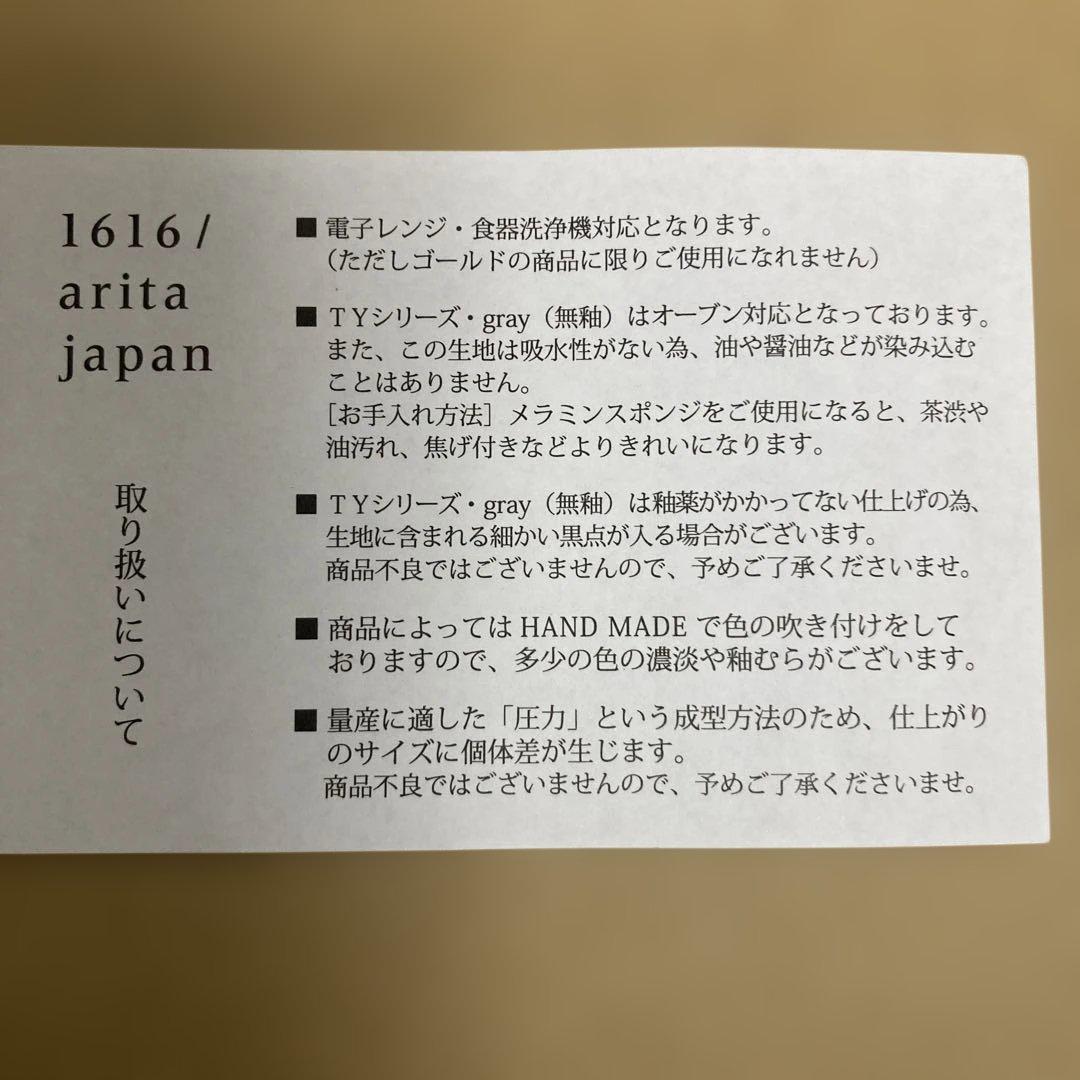 1616 /
arita
japan
取り扱いについて
■ 電子レンジ・食器洗浄機対応となります。
（ただしゴールドの商品に限りご使用になれません）
■ ＴＹシリーズ・gray（無釉）はオーブン対応となっております。
また、この生地は吸水性がない為、油や醤油などが染み込む
ことはありません。
［お手入れ方法］メラミンスポンジをご使用になると、茶渋や
油汚れ、焦げ付きなどよりきれいになります。
■ ＴＹシリーズ・gray（無釉）は釉薬がかかってない仕上げの為、
生地に含まれる細かい黒点が入る場合がございます。
商品不良ではございませんので、予めご了承くださいませ。
■ 商品によっては HAND MADE で色の吹き付けをして
おりますので、多少の色の濃淡や釉むらがございます。
■ 量産に適した「圧力」という成型方法のため、仕上がり
のサイズに個体差が生じます。
商品不良ではございませんので、予めご了承くださいませ。